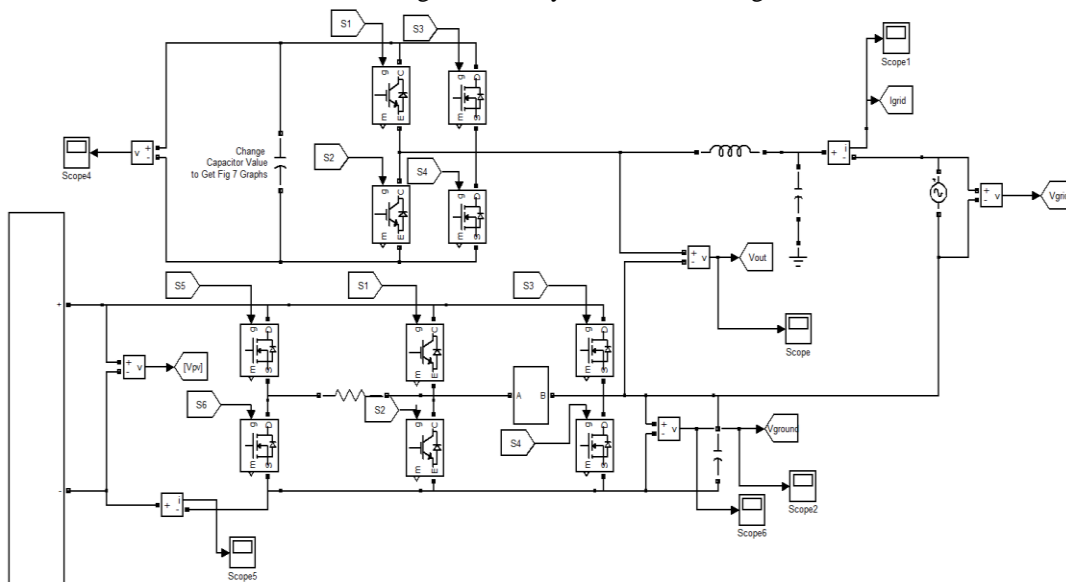 S1
S3
Scope1
Igrid
g
C
m
E
g
D
m
S
v
+
-
Scope4
Change
Capacitor Value
to Get Fig 7 Graphs
S2
S4
g
C
m
E
g
D
m
S
+
i
-
+
-
v
Vgri
+
-
v
Vout
Scope
S5
S1
S3
+
g
D
m
S
g
C
m
E
g
D
m
S
+
-
v
[Vpv]
S6
S2
A
B
S4
g
D
m
S
g
C
m
E
g
D
m
S
+
-
v
Vground
-
+
i
-
Scope2
Scope6
Scope5